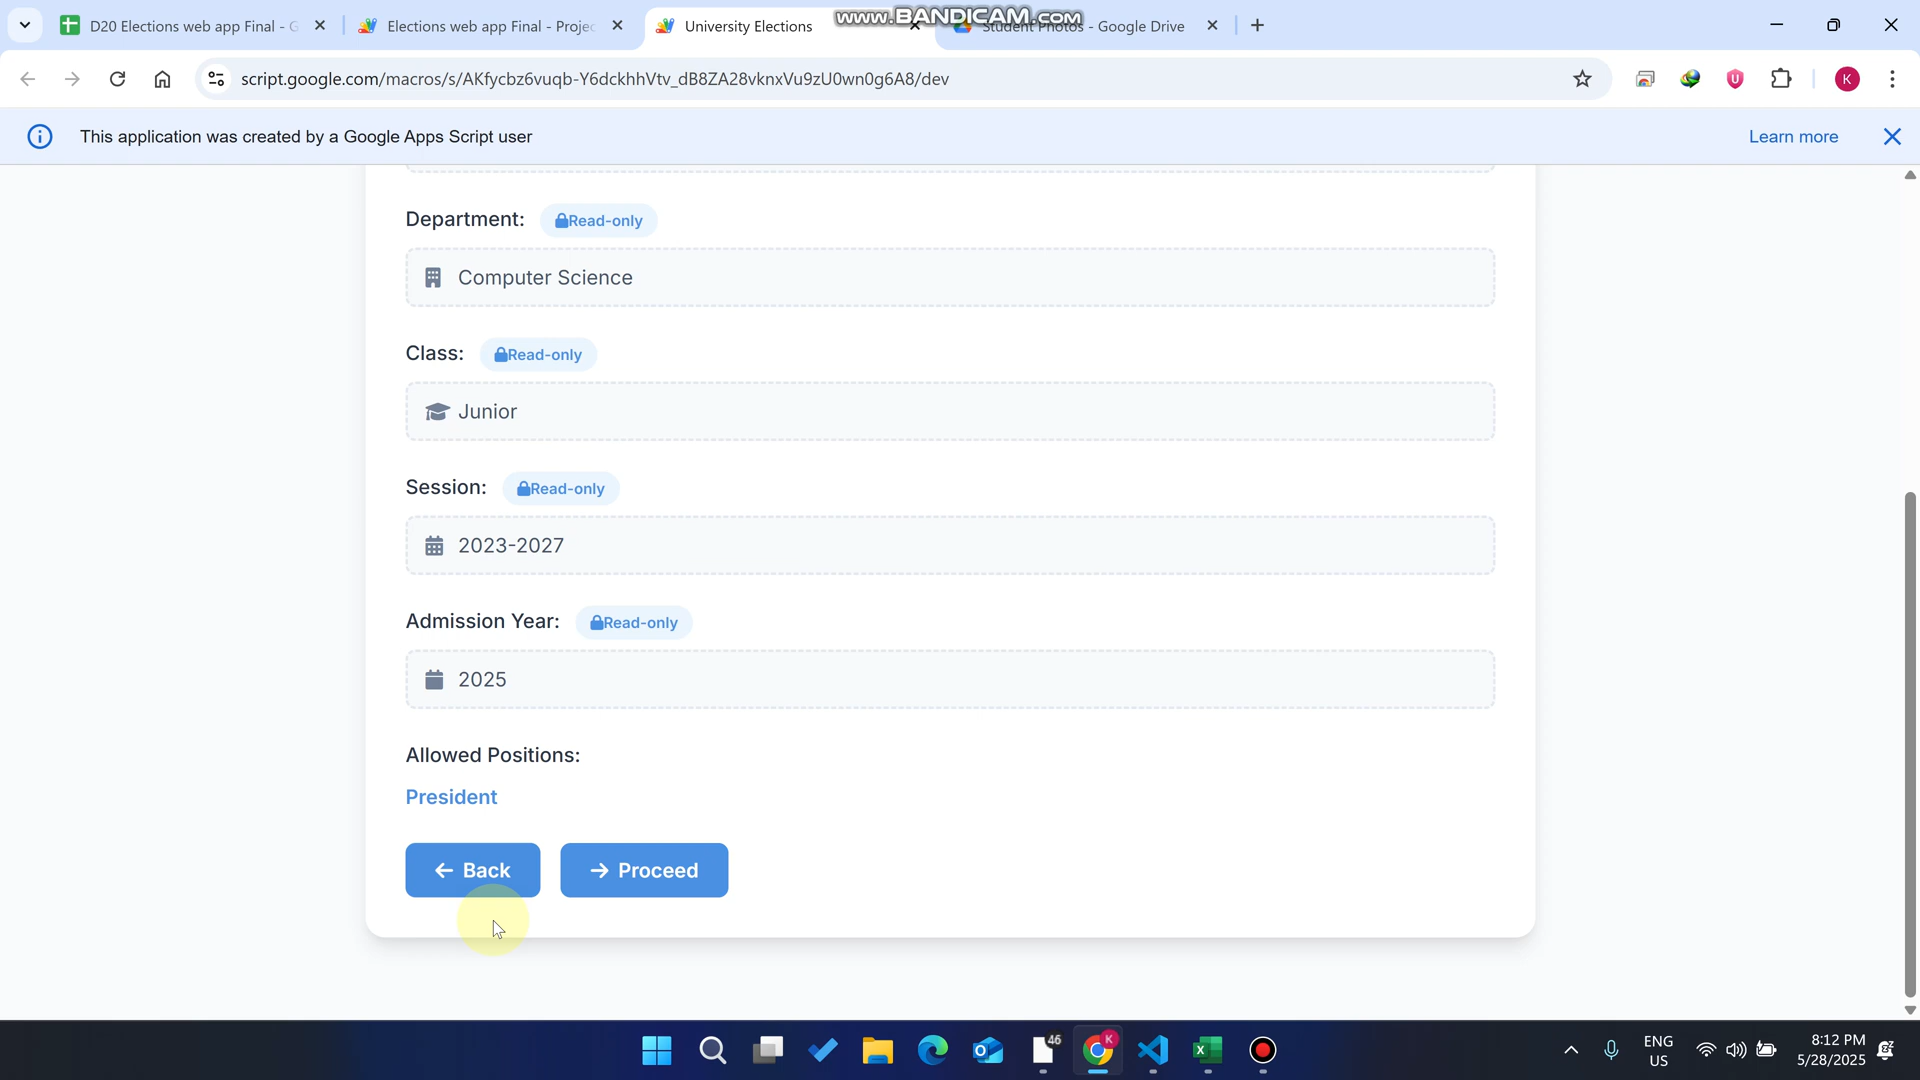 D20 Elections web app Final - G
Elections web app Final - Projec
University Elections
www.BANDICAM.com
Student Photos - Google Drive
script.google.com/macros/s/AKfycbz6vuqb-Y6dckhhVtv_dB8ZA28vknxVu9zU0wn0g6A8/dev
K
This application was created by a Google Apps Script user
Learn more
Department:
Read-only
Computer Science
Class:
Read-only
Junior
Session:
Read-only
2023-2027
Admission Year:
Read-only
2025
Allowed Positions:
President
Back
Proceed
46
K
ENG
US
8:12 PM
5/28/2025